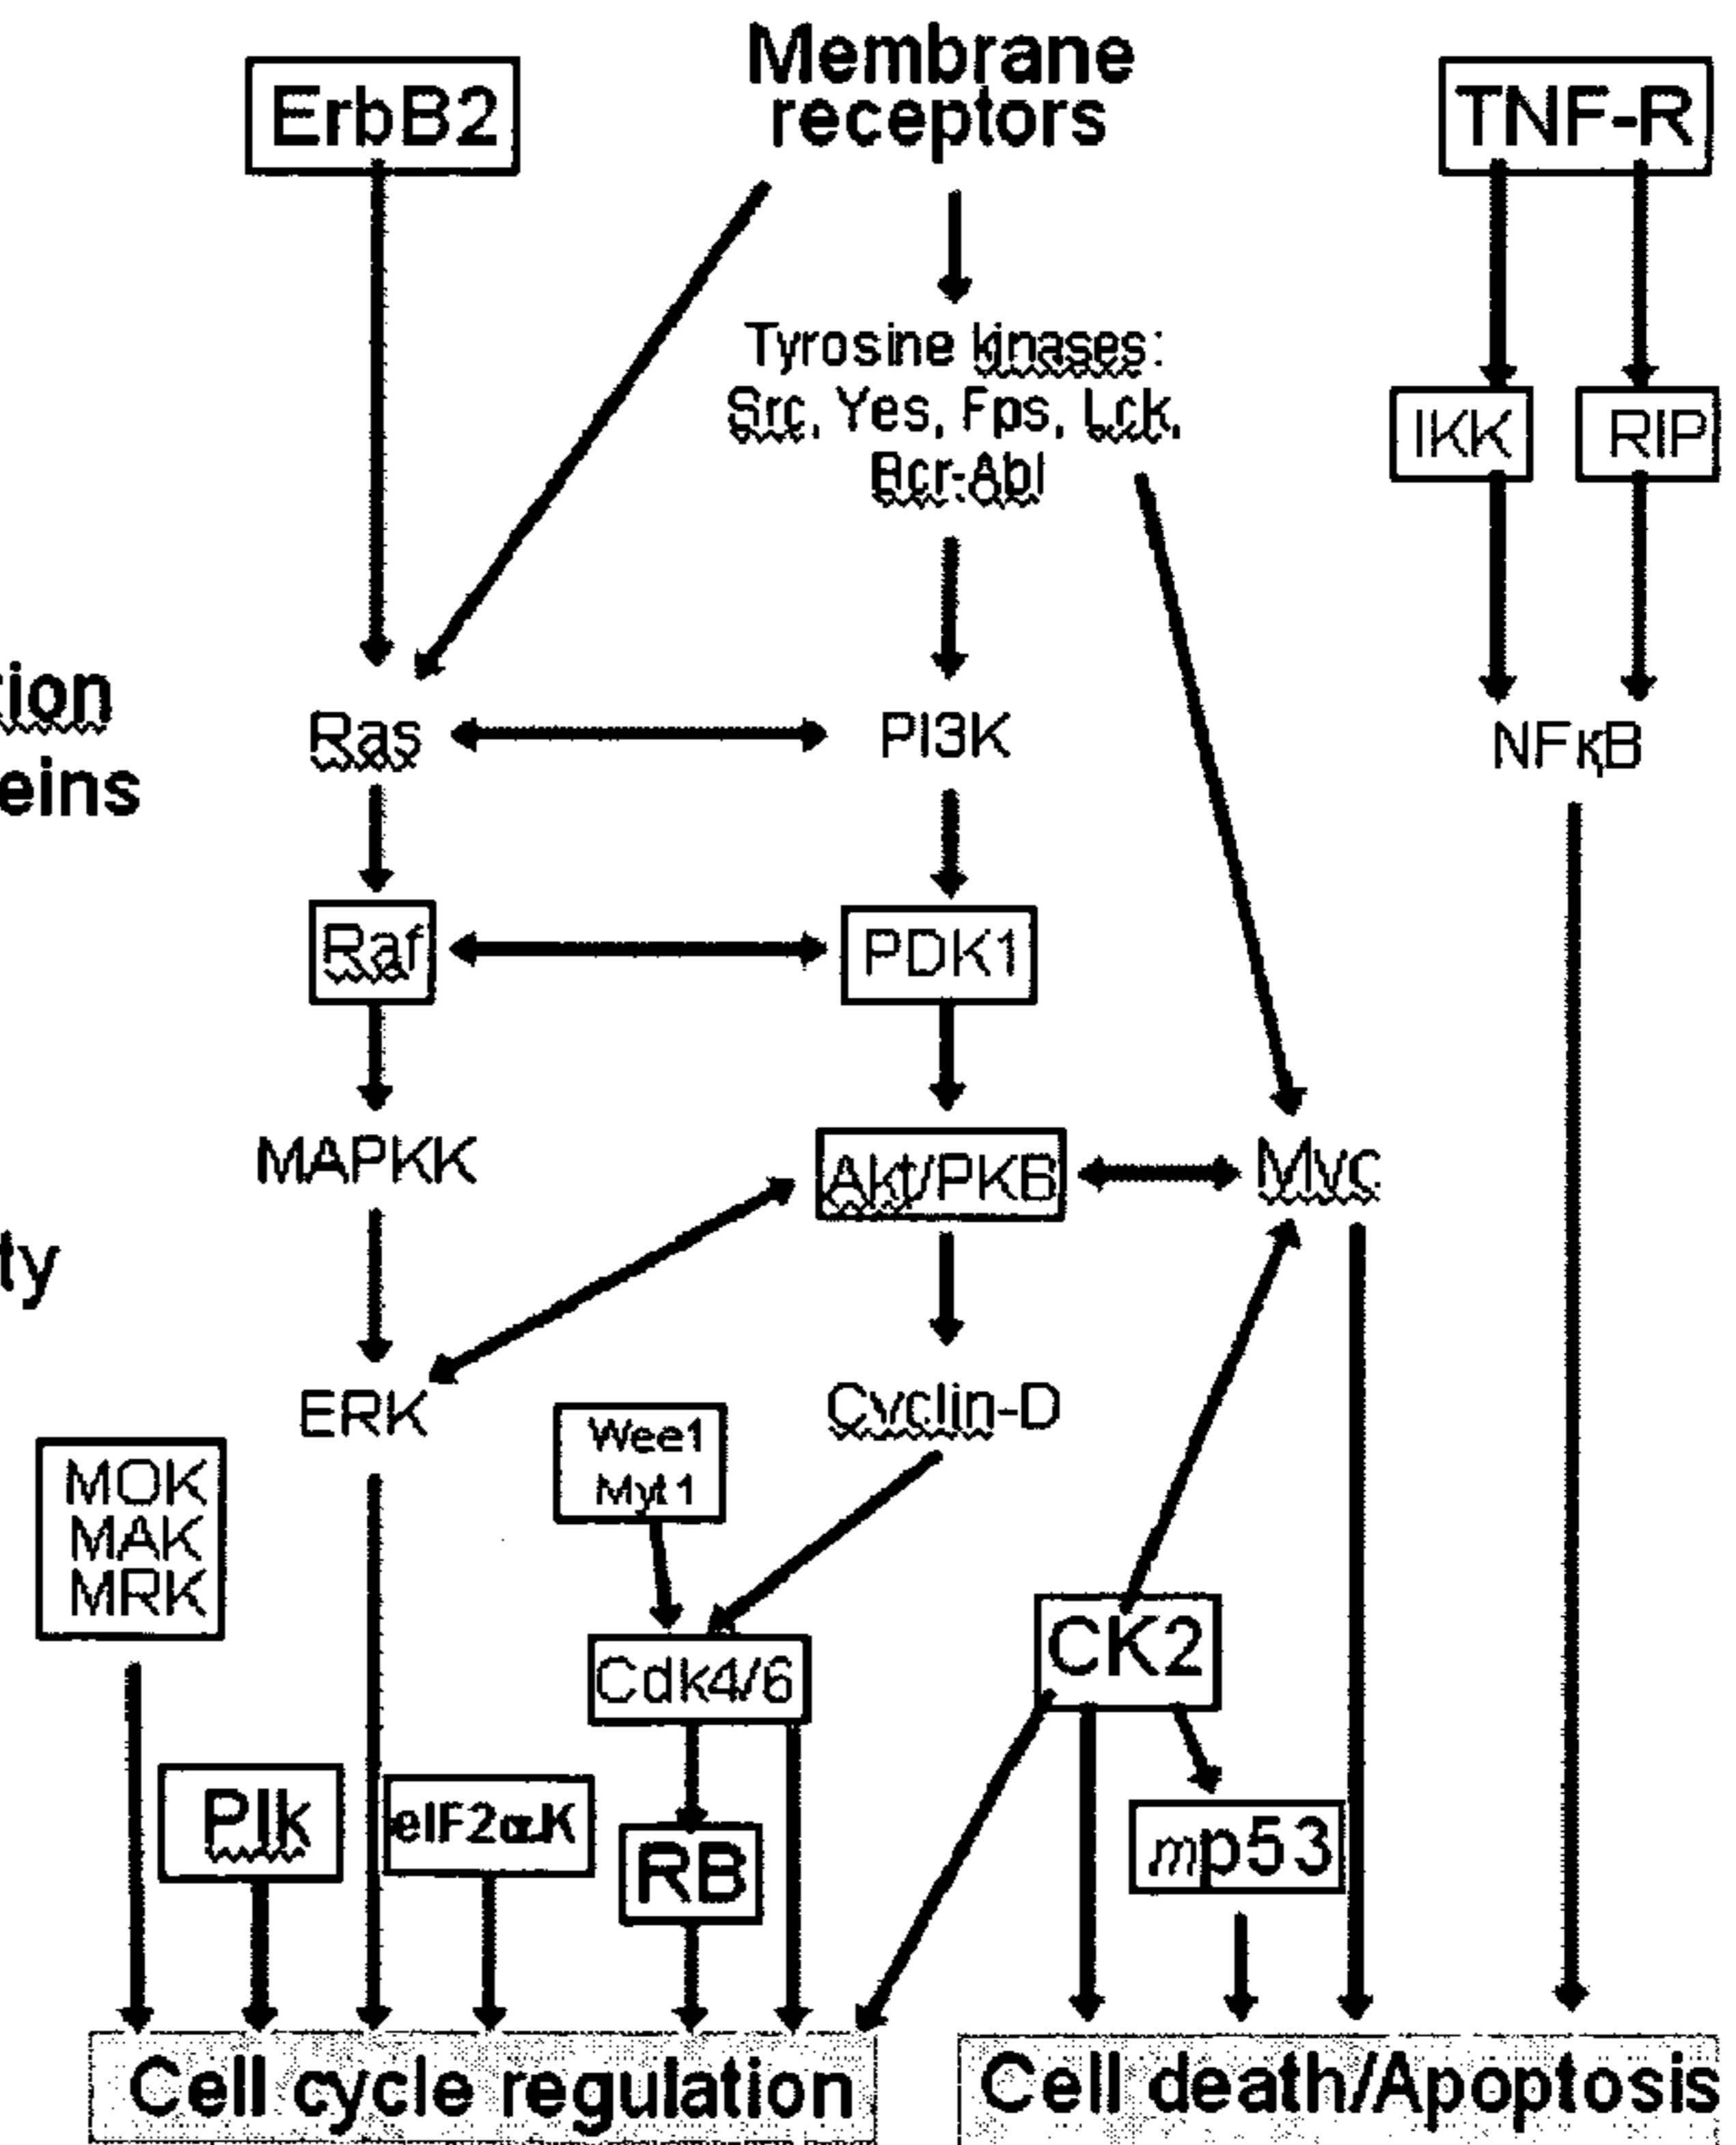 Membrane
receptors
ErbB2
TNF-R
Tyrosine kinases:
Src, Yes, Fps, Lck,
Bcr-Abl
IKK
RIP
tion
eins
Ras
PI3K
NFκB
Raf
PDK1
MAPKK
Akt/PKB
Myc
ty
ERK
Cyclin-D
Wee1
Myt1
MOK
MAK
MRK
Cdk4/6
CK2
Plk
eIF2αK
RB
mp53
Cell cycle regulation
Cell death/Apoptosis